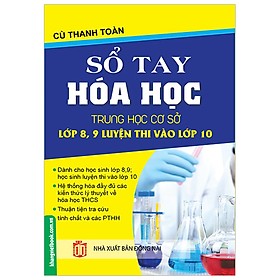 CÙ THANH TOÀN
SỔ TAY
HÓA HỌC
TRUNG HỌC CƠ SỞ
LỚP 8, 9 LUYỆN THI VÀO LỚP 10
• Dành cho học sinh lớp 8,9;
học sinh luyện thi vào lớp 10
• Hệ thống hóa đầy đủ các
kiến thức lý thuyết về
hóa học THCS
• Thuận tiện tra cứu
tính chất và các PTHH
NHÀ XUẤT BẢN ĐỒNG NAI
khangvietbook.com.vn